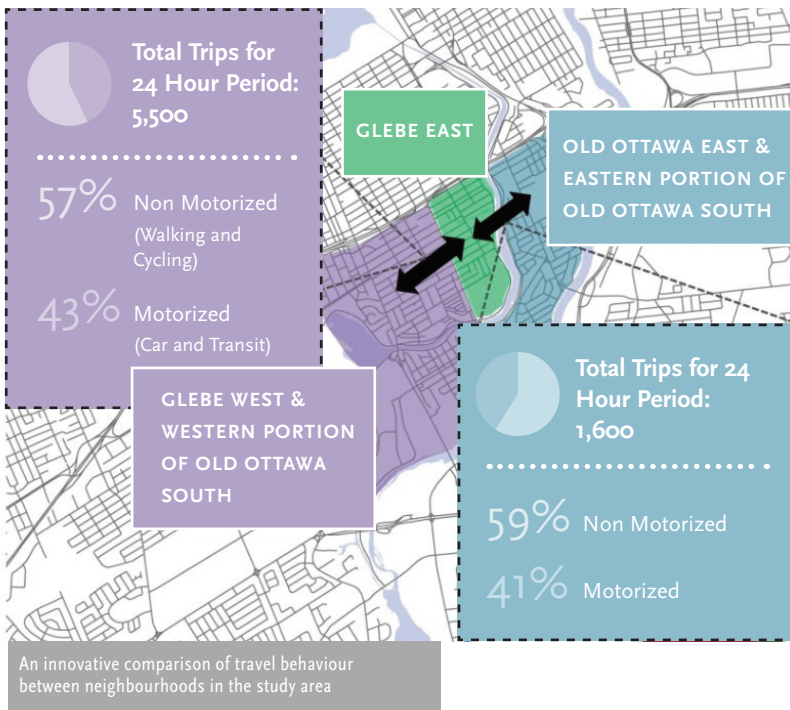 Total Trips for
24 Hour Period:
5,500
57% Non Motorized
(Walking and
Cycling)
43% Motorized
(Car and Transit)
GLEBE WEST &
WESTERN PORTION
OF OLD OTTAWA
SOUTH
GLEBE EAST
OLD OTTAWA EAST &
EASTERN PORTION OF
OLD OTTAWA SOUTH
Total Trips for 24
Hour Period:
1,600
59% Non Motorized
41% Motorized
An innovative comparison of travel behaviour
between neighbourhoods in the study area